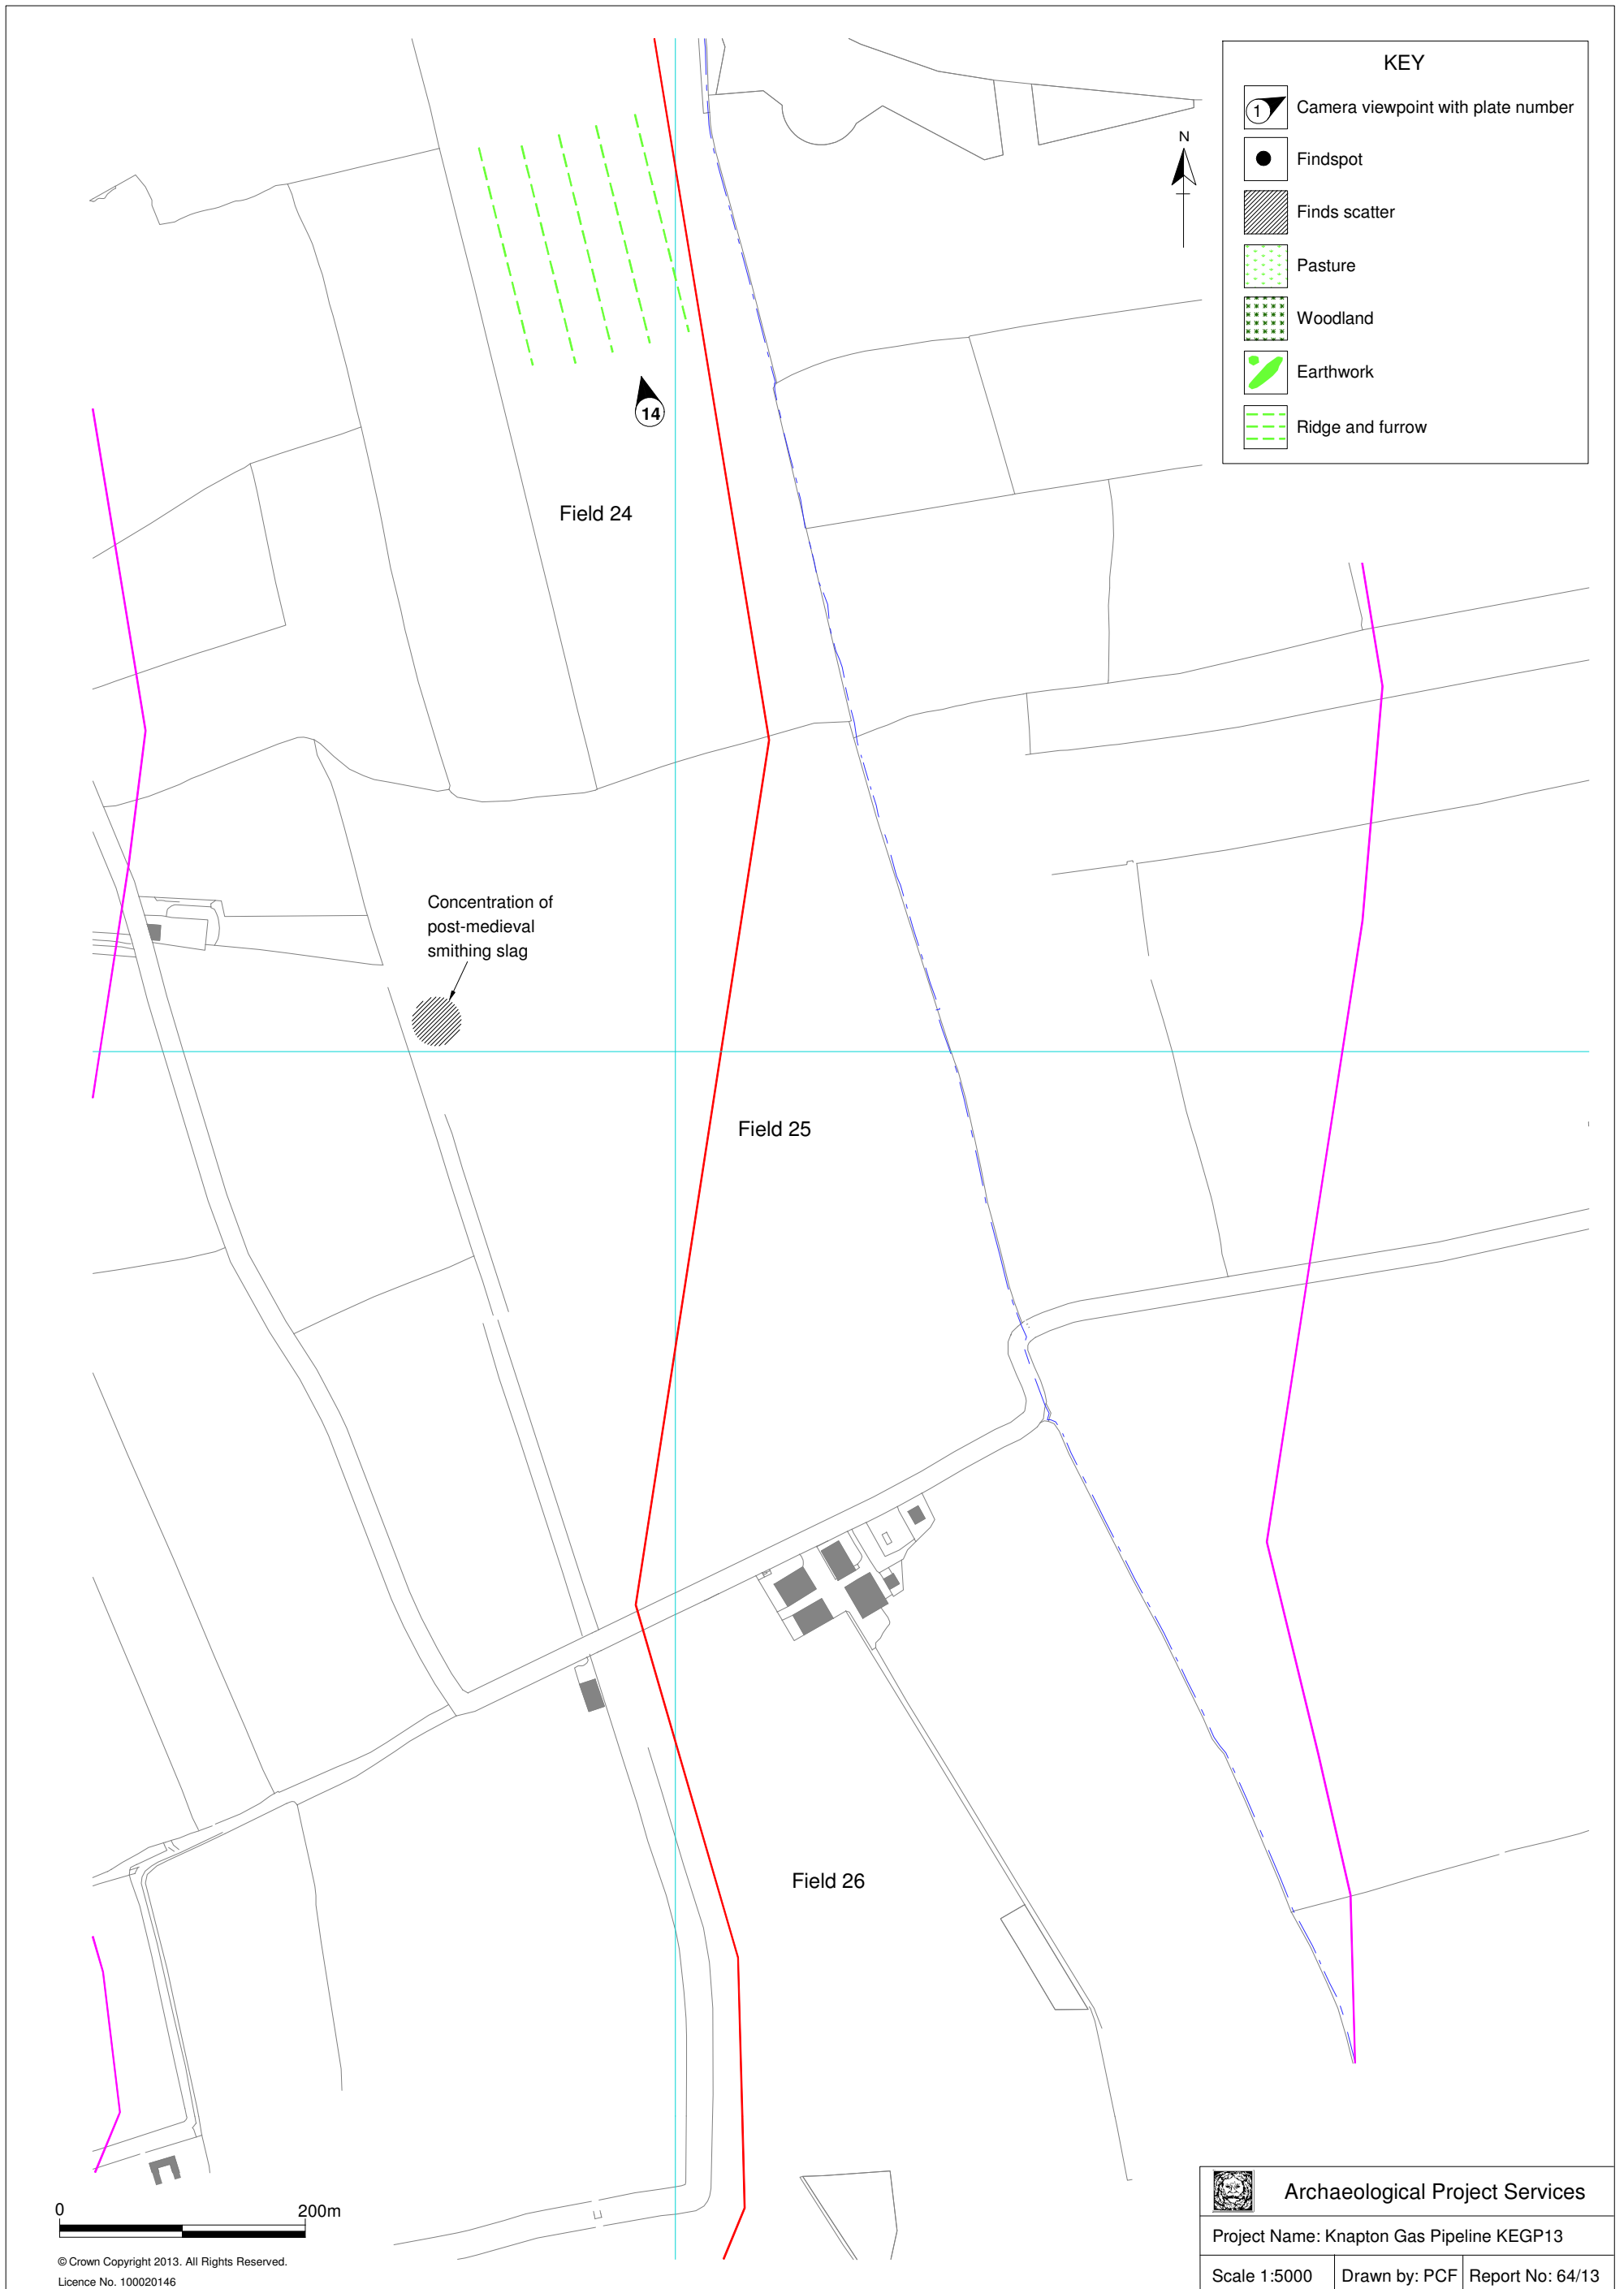 KEY
1
Camera viewpoint with plate number
Findspot
Finds scatter
Pasture
Woodland
Earthwork
Ridge and furrow
N
14
Field 24
Concentration of
post-medieval
smithing slag
Field 25
Field 26
0 200m
© Crown Copyright 2013. All Rights Reserved.
Licence No. 100020146
Archaeological Project Services
Project Name: Knapton Gas Pipeline KEGP13
Scale 1:5000 Drawn by: PCF Report No: 64/13